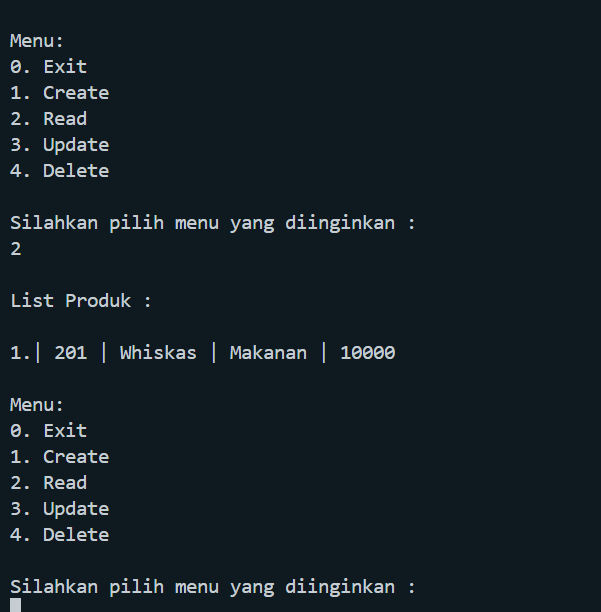 Menu:
0. Exit
1. Create
2. Read
3. Update
4. Delete
Silahkan pilih menu yang diinginkan :
2
List Produk :
1.| 201 | Whiskas | Makanan | 10000
Menu:
0. Exit
1. Create
2. Read
3. Update
4. Delete
Silahkan pilih menu yang diinginkan :